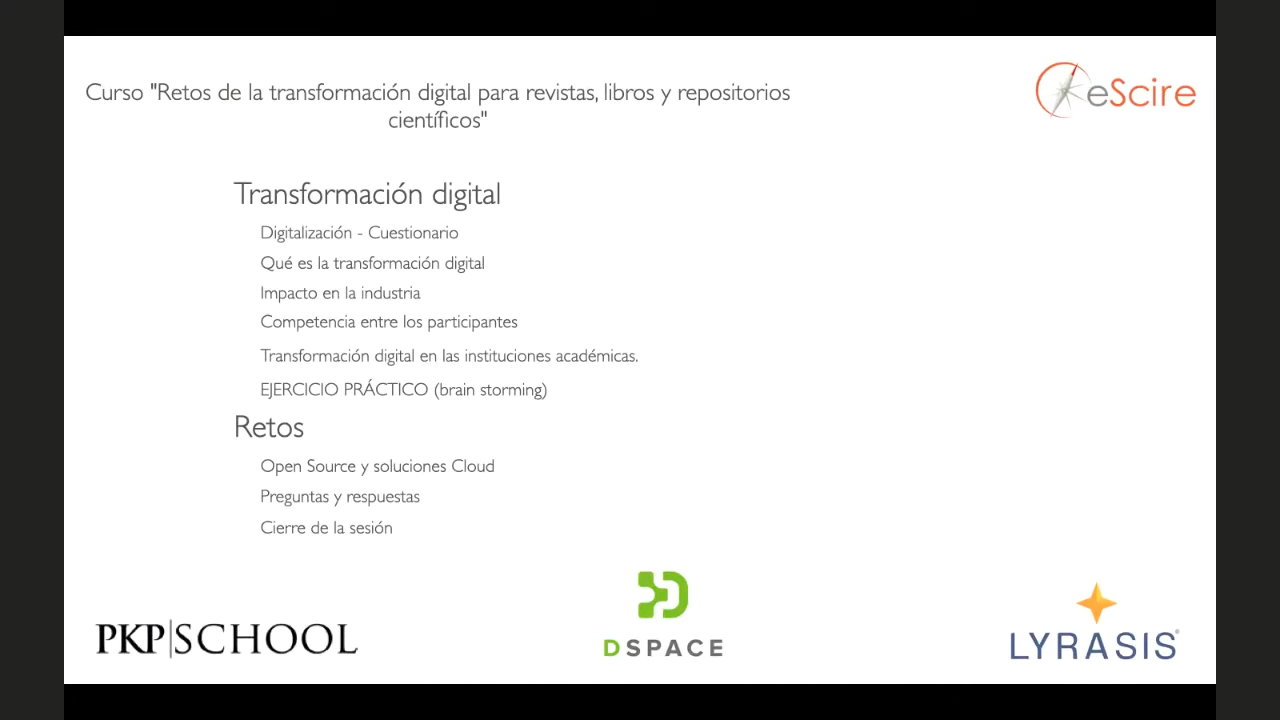 Curso "Retos de la transformación digital para revistas, libros y repositorios
científicos"
eScire
Transformación digital
Digitalización - Cuestionario
Qué es la transformación digital
Impacto en la industria
Competencia entre los participantes
Transformación digital en las instituciones académicas.
EJERCICIO PRÁCTICO (brain storming)
Retos
Open Source y soluciones Cloud
Preguntas y respuestas
Cierre de la sesión
PKP|SCHOOL
DSPACE
LYRASIS®